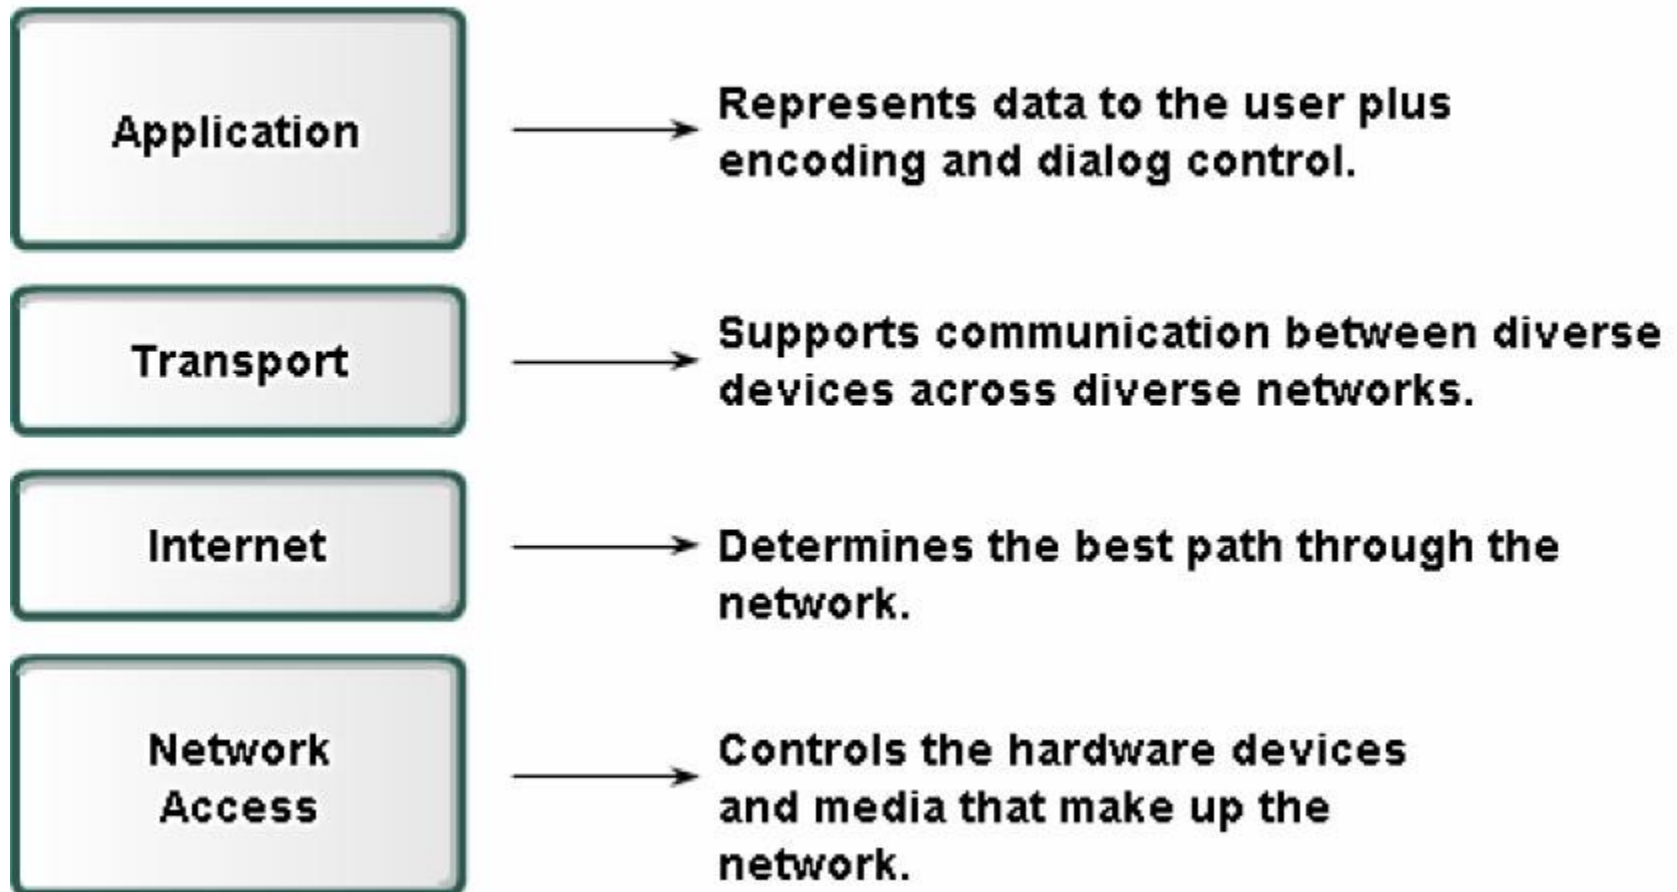 Application
Represents data to the user plus
encoding and dialog control.
Transport
Supports communication between diverse
devices across diverse networks.
Internet
Determines the best path through the
network.
Network
Access
Controls the hardware devices
and media that make up the
network.